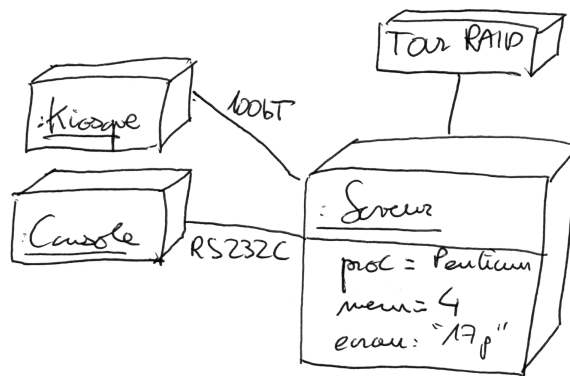 Tour RAID
100bT
:Kiosque
: Serveur
:Console
RS232C
proc = Pentium
mem = 4
ecran: "17p"